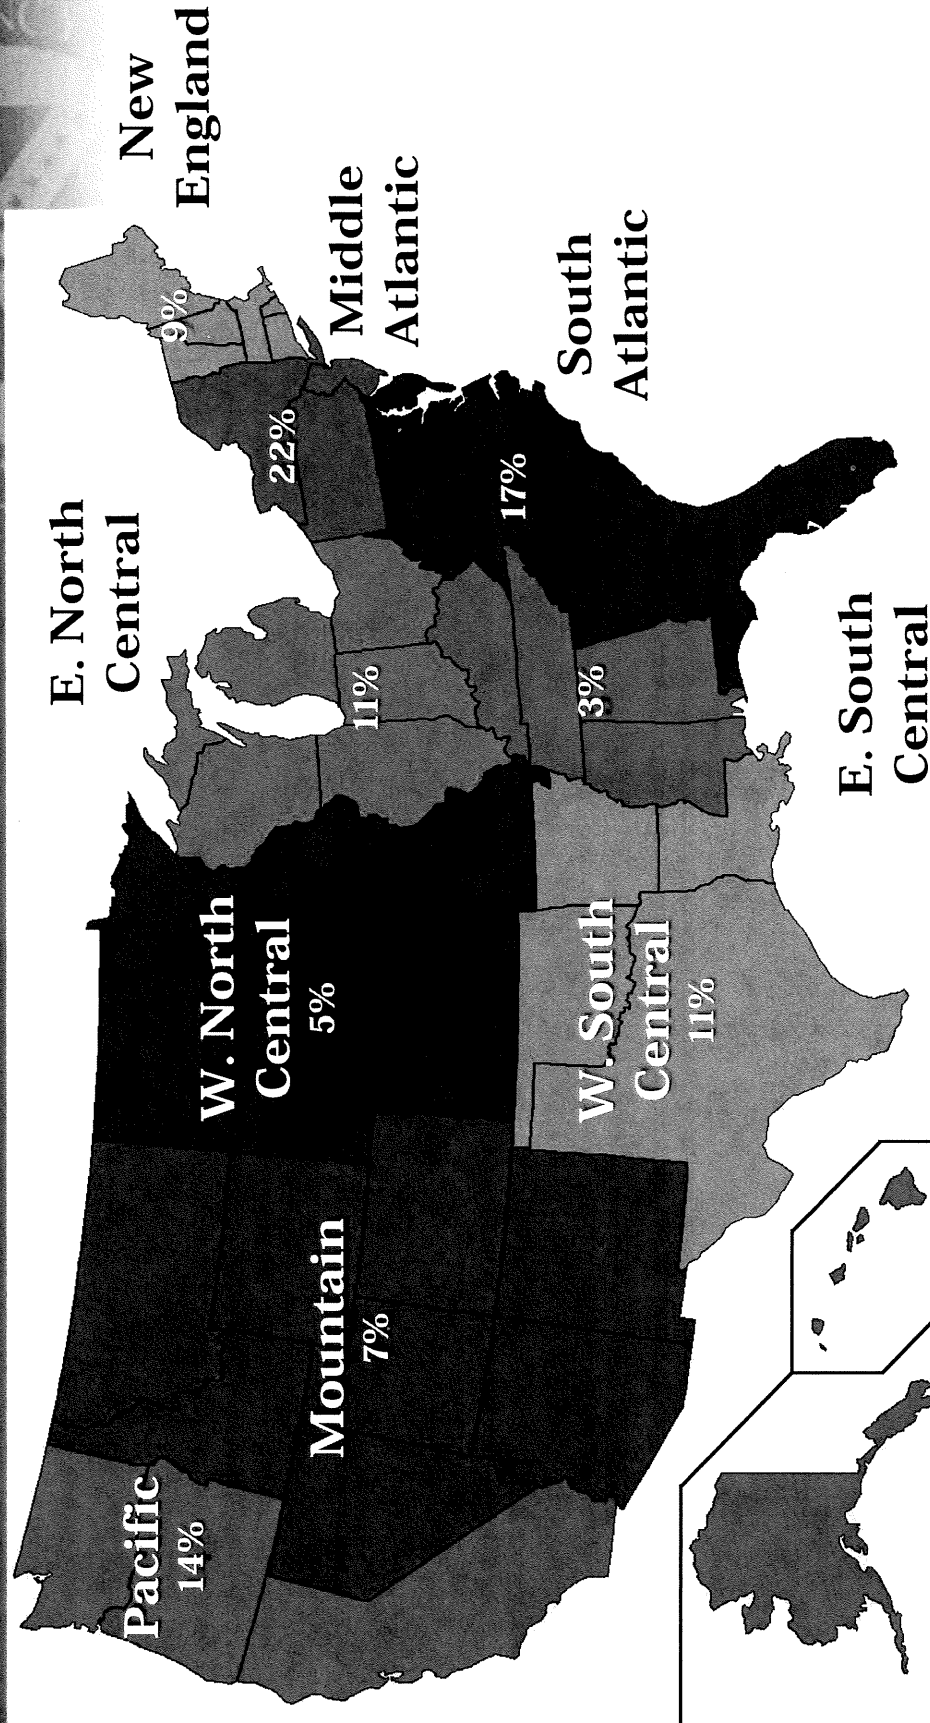 New
England
9%
Middle
Atlantic
22%
South
Atlantic
17%
E. North
Central
11%
E. South
Central
3%
W. North
Central
5%
W. South
Central
11%
Mountain
7%
Pacific
14%